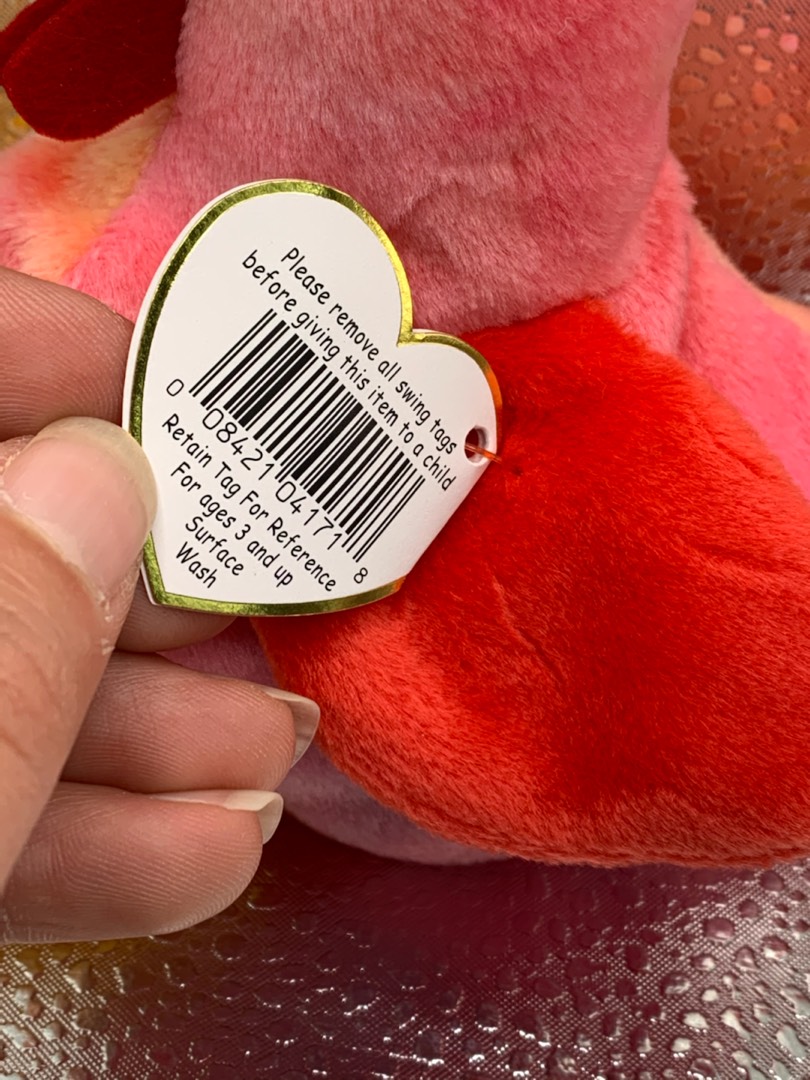 Please remove all swing tags
before giving this item to a child
0 08421 04171 8
Retain Tag For Reference
For ages 3 and up
Surface
Wash